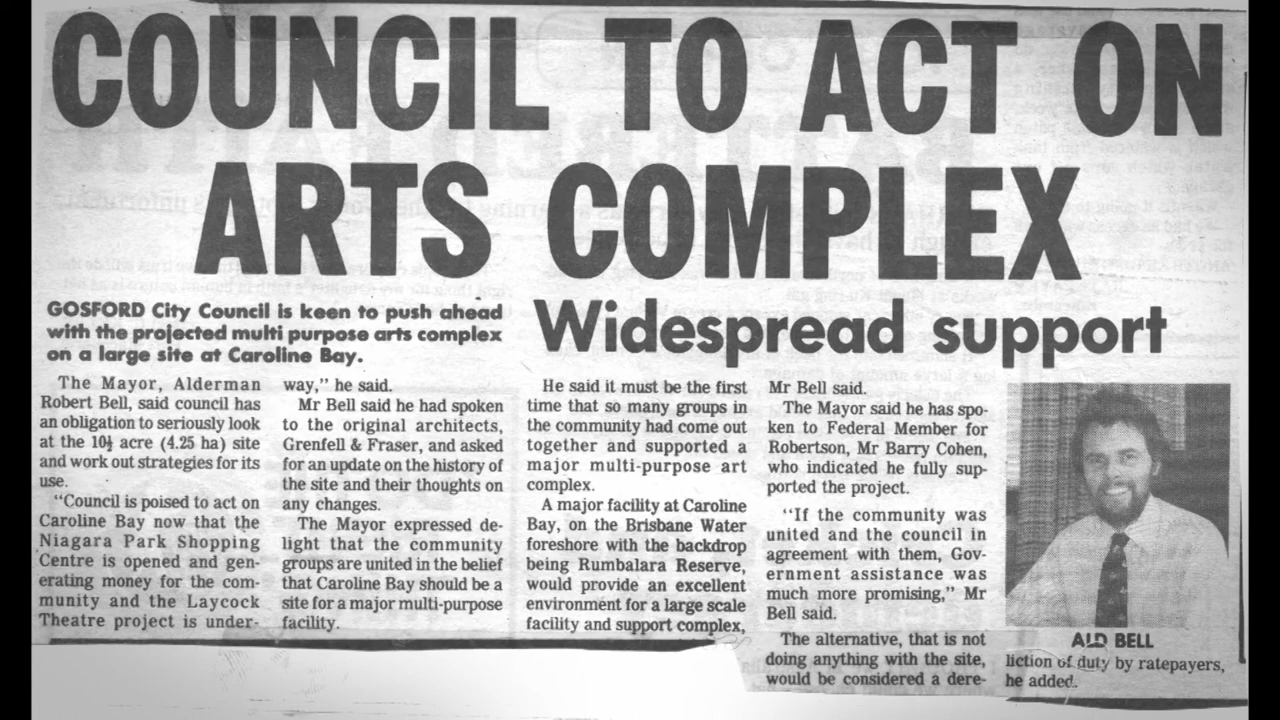 COUNCIL TO ACT ON
ARTS COMPLEX
GOSFORD City Council is keen to push ahead
with the projected multi purpose arts complex
on a large site at Caroline Bay.
Widespread support
The Mayor, Alderman
Robert Bell, said council has
an obligation to seriously look
at the 10½ acre (4.25 ha) site
and work out strategies for its
use.
“Council is poised to act on
Caroline Bay now that the
Niagara Park Shopping
Centre is opened and gen-
erating money for the com-
munity and the Laycock
Theatre project is under-
way,” he said.
Mr Bell said he had spoken
to the original architects,
Grenfell & Fraser, and asked
for an update on the history of
the site and their thoughts on
any changes.
The Mayor expressed de-
light that the community
groups are united in the belief
that Caroline Bay should be a
site for a major multi-purpose
facility.
He said it must be the first
time that so many groups in
the community had come out
together and supported a
major multi-purpose art
complex.
A major facility at Caroline
Bay, on the Brisbane Water
foreshore with the backdrop
being Rumbalara Reserve,
would provide an excellent
environment for a large scale
facility and support complex,
Mr Bell said.
The Mayor said he has spo-
ken to Federal Member for
Robertson, Mr Barry Cohen,
who indicated he fully sup-
ported the project.
“If the community was
united and the council in
agreement with them, Gov-
ernment assistance was
much more promising,” Mr
Bell said.
The alternative, that is not
doing anything with the site,
would be considered a dere-
ALD BELL
liction of duty by ratepayers,
he added.